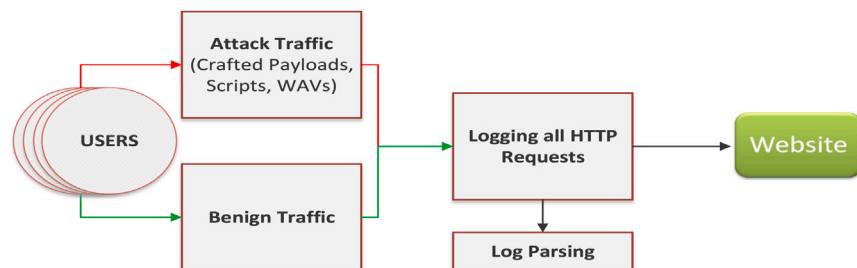 Attack Traffic
(Crafted Payloads,
Scripts, WAVs)
USERS
Logging all HTTP
Requests
Website
Benign Traffic
Log Parsing